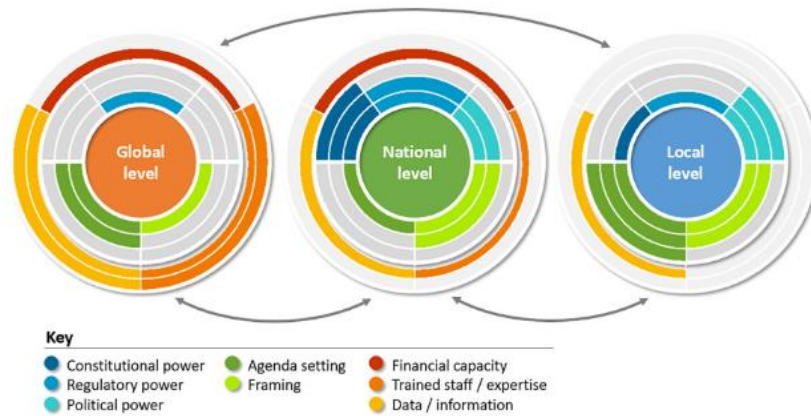 Global
level
National
level
Local
level
Key
Constitutional power
Regulatory power
Political power
Agenda setting
Framing
Financial capacity
Trained staff / expertise
Data / information